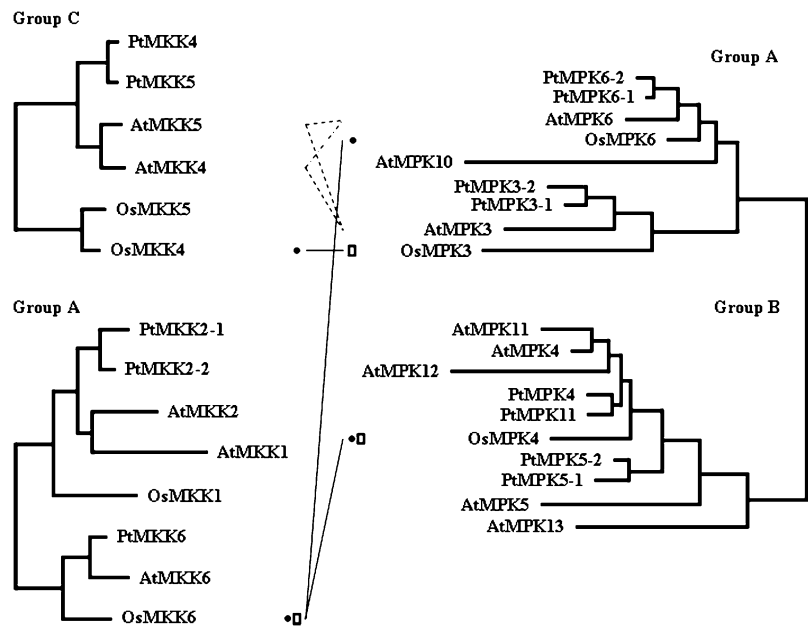 Group C
PtMKK4
PtMKK5
AtMKK5
AtMKK4
OsMKK5
OsMKK4
Group A
PtMKK2-1
PtMKK2-2
AtMKK2
AtMKK1
OsMKK1
PtMKK6
AtMKK6
OsMKK6
Group A
PtMPK6-2
PtMPK6-1
AtMPK6
OsMPK6
AtMPK10
PtMPK3-2
PtMPK3-1
AtMPK3
OsMPK3
Group B
AtMPK11
AtMPK4
AtMPK12
PtMPK4
PtMPK11
OsMPK4
PtMPK5-2
PtMPK5-1
AtMPK5
AtMPK13